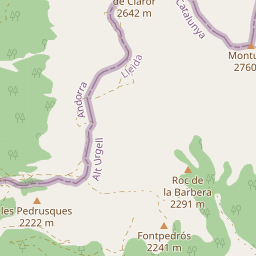 de Claror
2642 m
Catalunya
Lleida
Andorra
Alt Urgell
2760
Roc de
la Barbera
2291 m
les Pedrusques
2222 m
Fontpedrós
2241 m